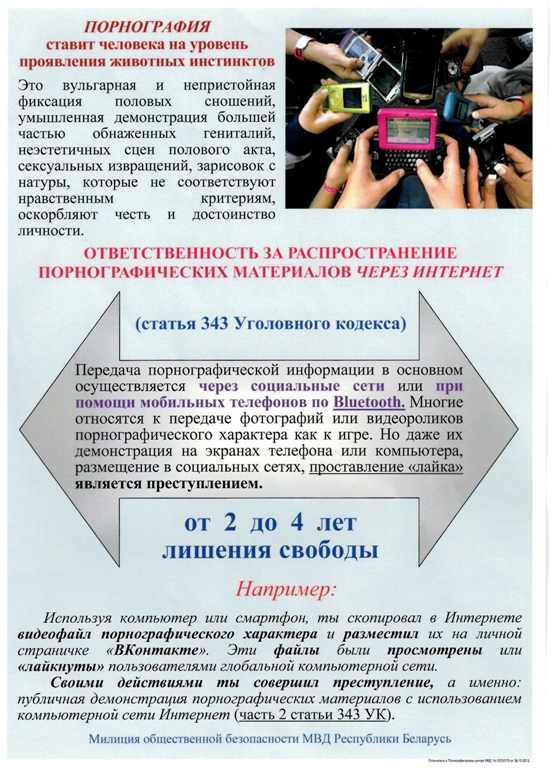 ПОРНОГРАФИЯ
ставит человека на уровень
проявления животных инстинктов
Это вульгарная и непристойная
фиксация половых сношений,
умышленная демонстрация большей
частью обнаженных гениталий,
неэстетичных сцен полового акта,
сексуальных извращений, зарисовок с
натуры, которые не соответствуют
нравственным критериям,
оскорбляют честь и достоинство
личности.
ОТВЕТСТВЕННОСТЬ ЗА РАСПРОСТРАНЕНИЕ
ПОРНОГРАФИЧЕСКИХ МАТЕРИАЛОВ ЧЕРЕЗ ИНТЕРНЕТ
(статья 343 Уголовного кодекса)
Передача порнографической информации в основном
осуществляется через социальные сети или при
помощи мобильных телефонов по Bluetooth. Многие
относятся к передаче фотографий или видеороликов
порнографического характера как к игре. Но даже их
демонстрация на экранах телефона или компьютера,
размещение в социальных сетях, проставление «лайка»
является преступлением.
от 2 до 4 лет
лишения свободы
Например:
Используя компьютер или смартфон, ты скопировал в Интернете
видеофайл порнографического характера и разместил их на личной
страничке «ВКонтакте». Эти файлы были просмотрены или
«лайкнуты» пользователями глобальной компьютерной сети.
Своими действиями ты совершил преступление, а именно:
публичная демонстрация порнографических материалов с использованием
компьютерной сети Интернет (часть 2 статьи 343 УК).
Милиция общественной безопасности МВД Республики Беларусь